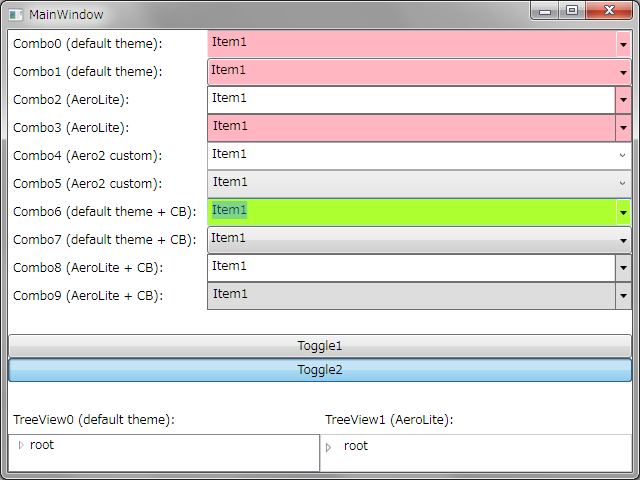 MainWindow
Combo0 (default theme): Item1
Combo1 (default theme): Item1
Combo2 (AeroLite): Item1
Combo3 (AeroLite): Item1
Combo4 (Aero2 custom): Item1
Combo5 (Aero2 custom): Item1
Combo6 (default theme + CB): Item1
Combo7 (default theme + CB): Item1
Combo8 (AeroLite + CB): Item1
Combo9 (AeroLite + CB): Item1
Toggle1
Toggle2
TreeView0 (default theme): TreeView1 (AeroLite):
root root